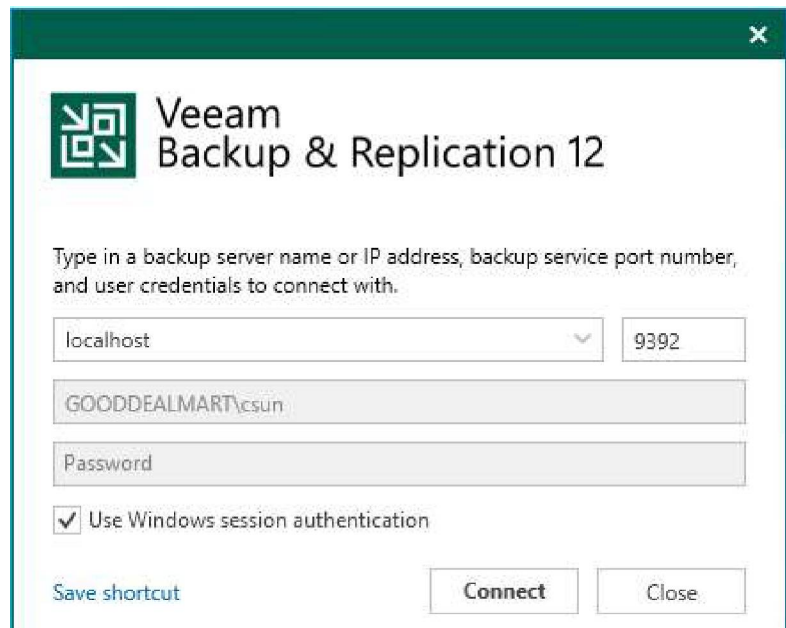 Veeam
Backup & Replication 12
Type in a backup server name or IP address, backup service port number,
and user credentials to connect with.
localhost 9392
GOODDEALMART\csun
Password
Use Windows session authentication
Save shortcut Connect Close